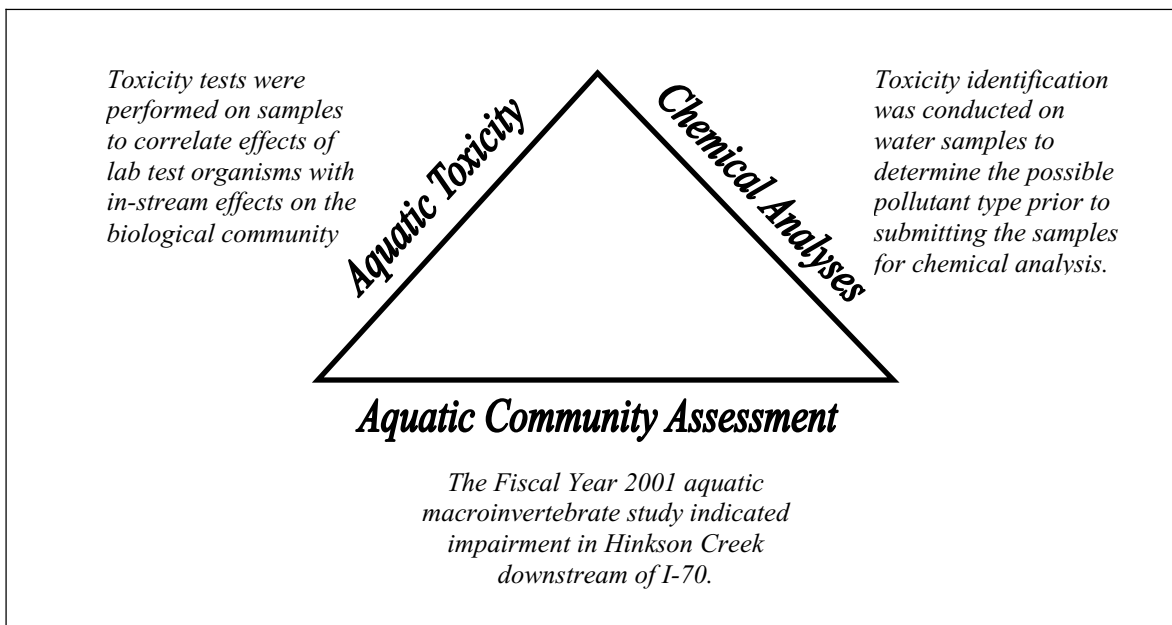 Toxicity tests were
performed on samples
to correlate effects of
lab test organisms with
in-stream effects on the
biological community
Aquatic Toxicity
Chemical Analyses
Toxicity identification
was conducted on
water samples to
determine the possible
pollutant type prior to
submitting the samples
for chemical analysis.
Aquatic Community Assessment
The Fiscal Year 2001 aquatic
macroinvertebrate study indicated
impairment in Hinkson Creek
downstream of I-70.